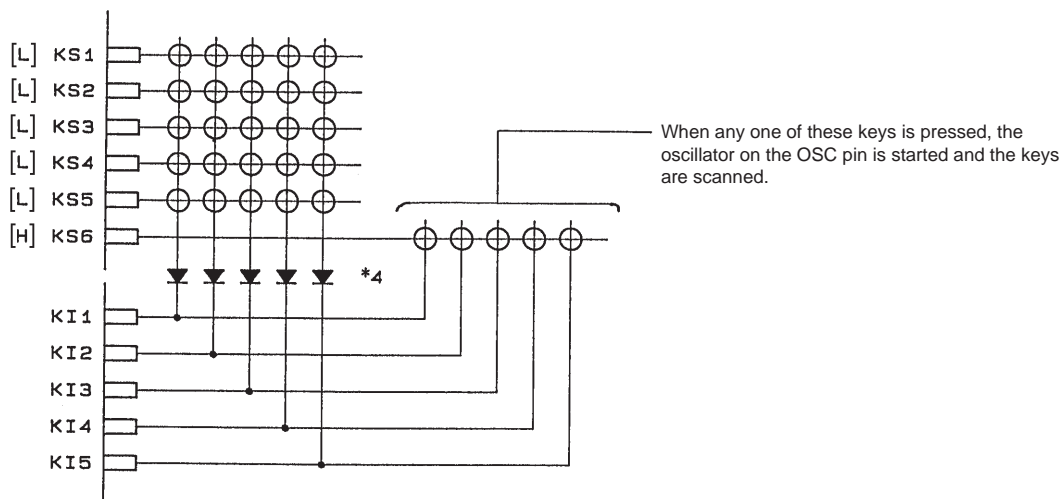 [L] KS1
[L] KS2
[L] KS3
[L] KS4
[L] KS5
[H] KS6
When any one of these keys is pressed, the
oscillator on the OSC pin is started and the keys
are scanned.
*4
KI1
KI2
KI3
KI4
KI5